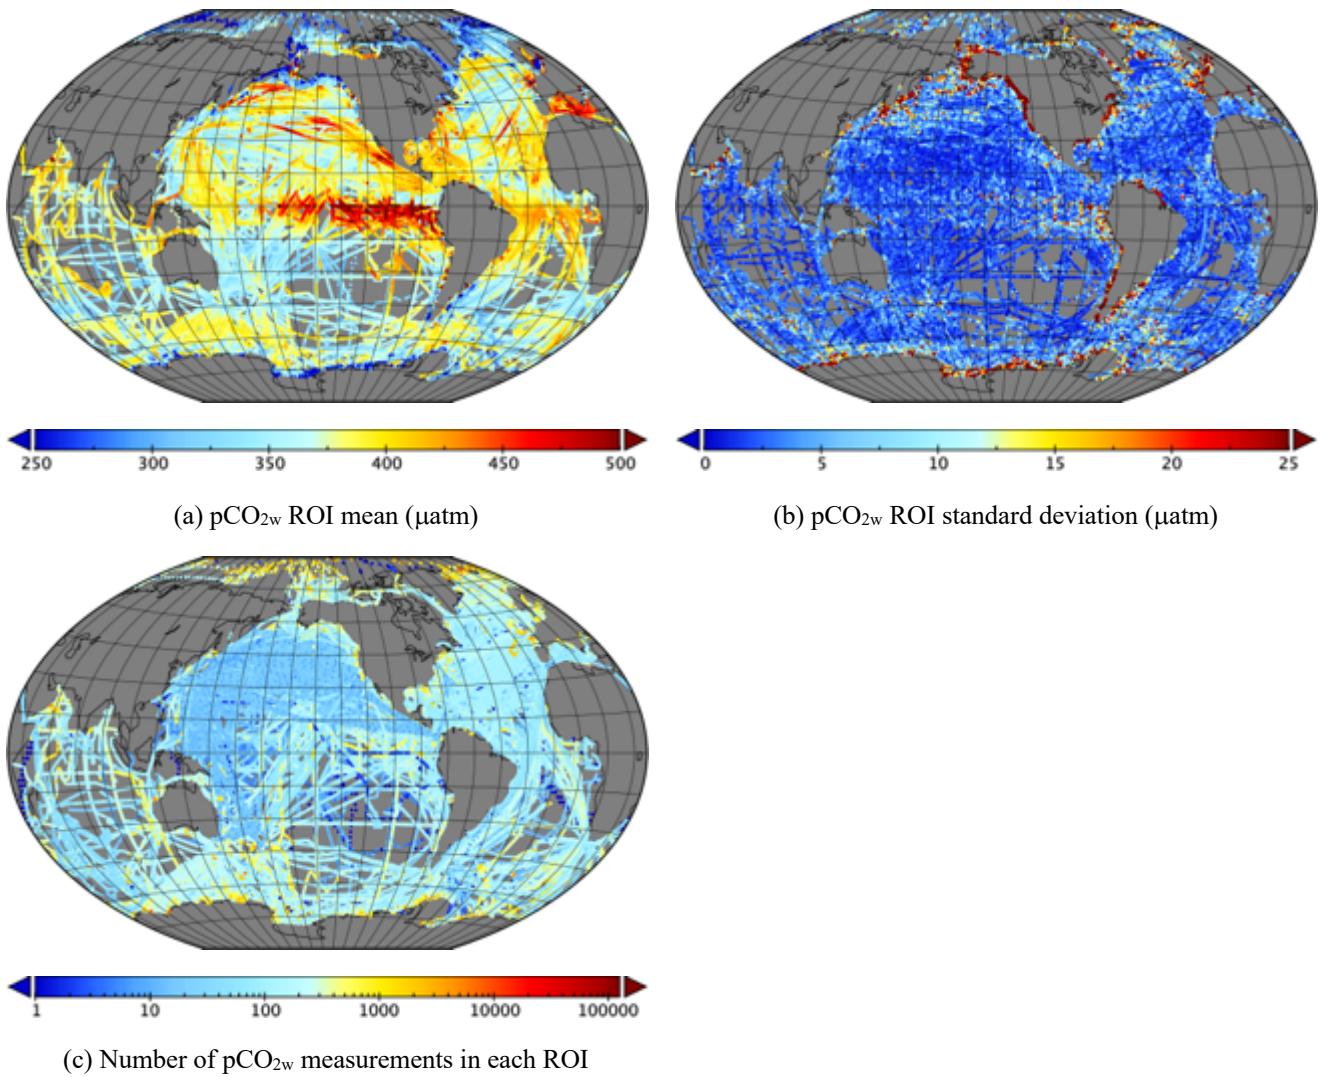 250 300 350 400 450 500
0 5 10 15 20 25
(a) pCO2w ROI mean (µatm)
(b) pCO2w ROI standard deviation (µatm)
1 10 100 1000 10000 100000
(c) Number of pCO2w measurements in each ROI